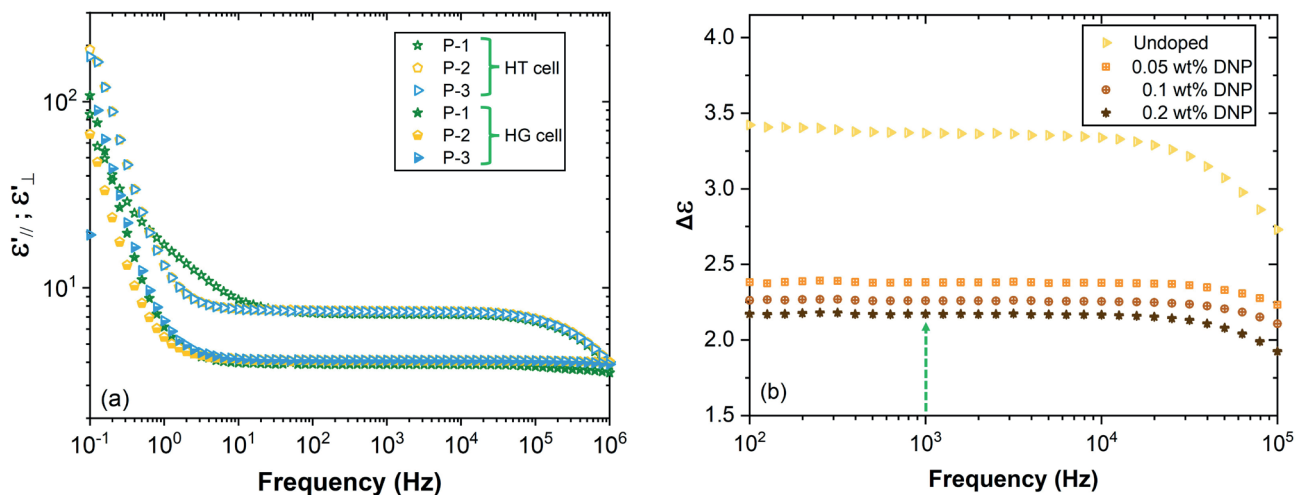 P-1
P-2
P-3
HT cell
P-1
P-2
P-3
HG cell
ε'// ; ε'⊥
10²
10¹
(a)
10⁻¹ 10⁰ 10¹ 10² 10³ 10⁴ 10⁵ 10⁶
Frequency (Hz)
Undoped
0.05 wt% DNP
0.1 wt% DNP
0.2 wt% DNP
Δε
4.0
3.5
3.0
2.5
2.0
1.5
(b)
10² 10³ 10⁴ 10⁵
Frequency (Hz)